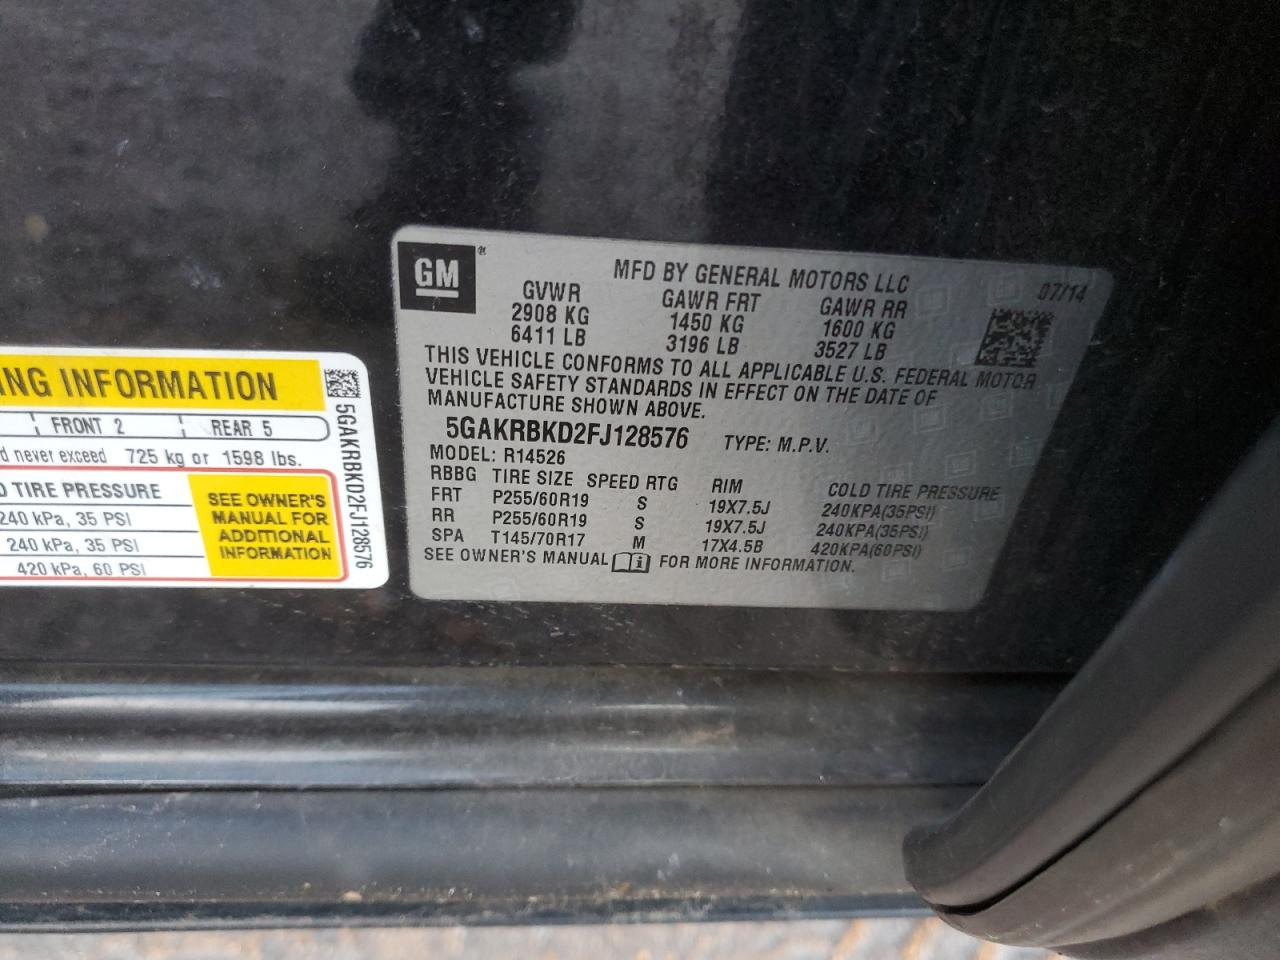 NG INFORMATION
FRONT 2 REAR 5
never exceed 725 kg or 1598 lbs.
TIRE PRESSURE
240 kPa, 35 PSI
240 kPa, 35 PSI
420 kPa, 60 PSI
SEE OWNER'S
MANUAL FOR
ADDITIONAL
INFORMATION
5GAKRBKD2FJ128576
GM®
MFD BY GENERAL MOTORS LLC
07/14
GVWR GAWR FRT GAWR RR
2908 KG 1450 KG 1600 KG
6411 LB 3196 LB 3527 LB
THIS VEHICLE CONFORMS TO ALL APPLICABLE U.S. FEDERAL MOTOR
VEHICLE SAFETY STANDARDS IN EFFECT ON THE DATE OF
MANUFACTURE SHOWN ABOVE.
5GAKRBKD2FJ128576 TYPE: M.P.V.
MODEL: R14526
RBBG TIRE SIZE SPEED RTG RIM COLD TIRE PRESSURE
FRT P255/60R19 S 19X7.5J 240KPA(35PSI)
RR P255/60R19 S 19X7.5J 240KPA(35PSI)
SPA T145/70R17 M 17X4.5B 420KPA(60PSI)
SEE OWNER'S MANUAL FOR MORE INFORMATION.